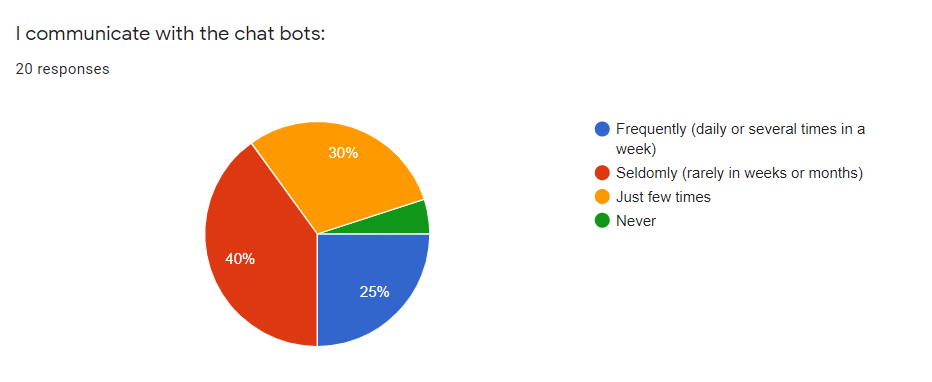 I communicate with the chat bots:
20 responses
30%
40%
25%
Frequently (daily or several times in a
week)
Seldomly (rarely in weeks or months)
Just few times
Never